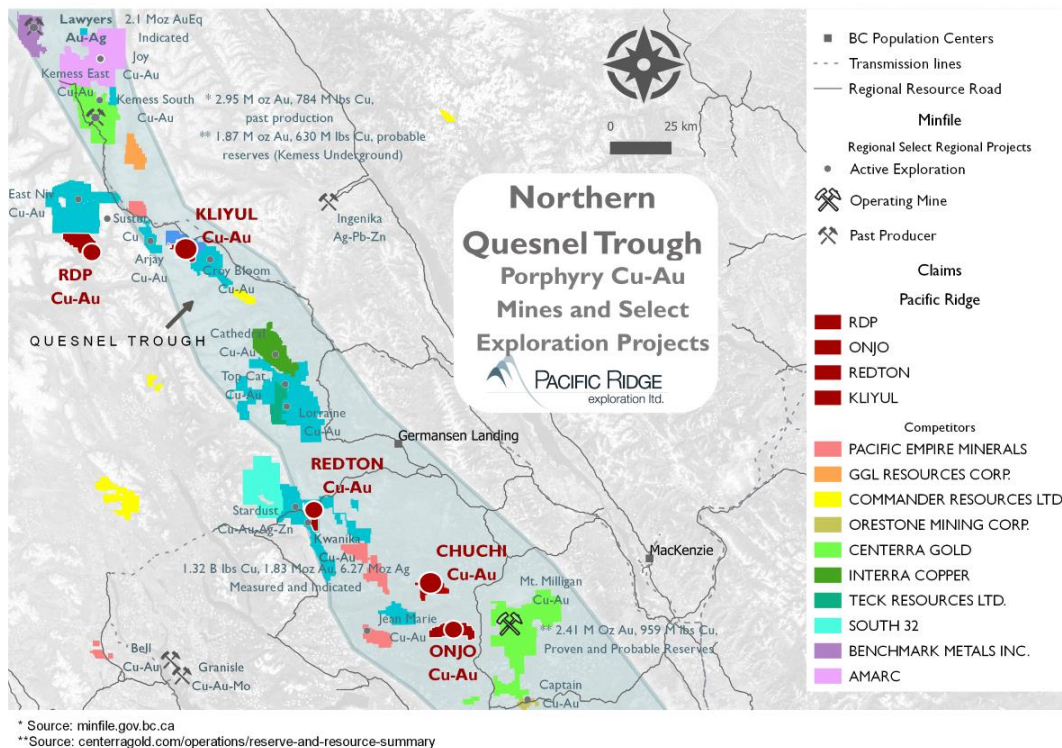 Lawyers
Au-Ag
2.1 Moz AuEq
Indicated
Joy
Cu-Au
Kemess East
Cu-Au
Kemess South
Cu-Au
* 2.95 M oz Au, 784 M lbs Cu,
past production
** 1.87 M oz Au, 630 M lbs Cu, probable
reserves (Kemess Underground)
East Niv
Cu-Au
Sustut
Cu
KLIYUL
Cu-Au
Ingenika
Ag-Pb-Zn
RDP
Cu-Au
Arjay
Cu-Au
Croy Bloom
Cu-Au
QUESNEL TROUGH
Cathedral
Cu-Au
Top Cat
Cu-Au
Lorraine
Cu-Au
Germansen Landing
REDTON
Cu-Au
Stardust
Cu-Au-Ag-Zn
Kwanika
Cu-Au
1.32 B lbs Cu, 1.83 Moz Au, 6.27 Moz Ag
Measured and Indicated
CHUCHI
Cu-Au
MacKenzie
Mt. Milligan
Cu-Au
** 2.41 M Oz Au, 959 M lbs Cu,
Proven and Probable Reserves
Jean Marie
Cu-Au
ONJO
Cu-Au
Bell
Cu-Au
Granisle
Cu-Au-Mo
Captain
Cu-Au
0 25 km
Northern
Quesnel Trough
Porphyry Cu-Au
Mines and Select
Exploration Projects
PACIFIC RIDGE
exploration ltd.
BC Population Centers
Transmission lines
Regional Resource Road
Minfile
Regional Select Regional Projects
Active Exploration
Operating Mine
Past Producer
Claims
Pacific Ridge
RDP
ONJO
REDTON
KLIYUL
Competitors
PACIFIC EMPIRE MINERALS
GGL RESOURCES CORP.
COMMANDER RESOURCES LTD
ORESTONE MINING CORP.
CENTERRA GOLD
INTERRA COPPER
TECK RESOURCES LTD.
SOUTH 32
BENCHMARK METALS INC.
AMARC
* Source: minfile.gov.bc.ca
**Source: centerragold.com/operations/reserve-and-resource-summary